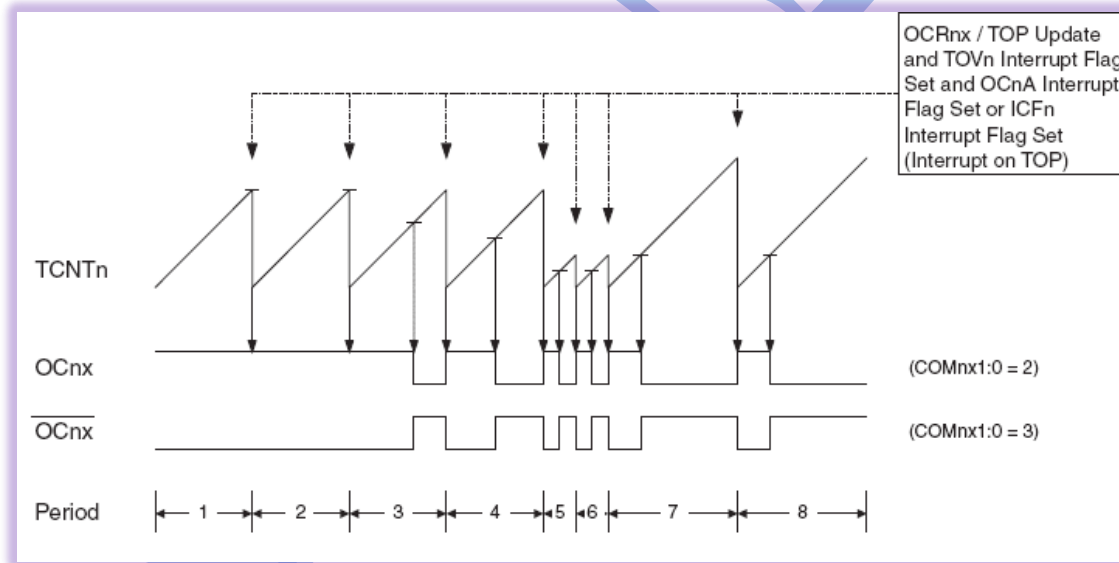 OCRnx / TOP Update
and TOVn Interrupt Flag
Set and OCnA Interrupt
Flag Set or ICFn
Interrupt Flag Set
(Interrupt on TOP)
TCNTn
OCnx
(COMnx1:0 = 2)
OCnx
(COMnx1:0 = 3)
Period
1 2 3 4 5 6 7 8